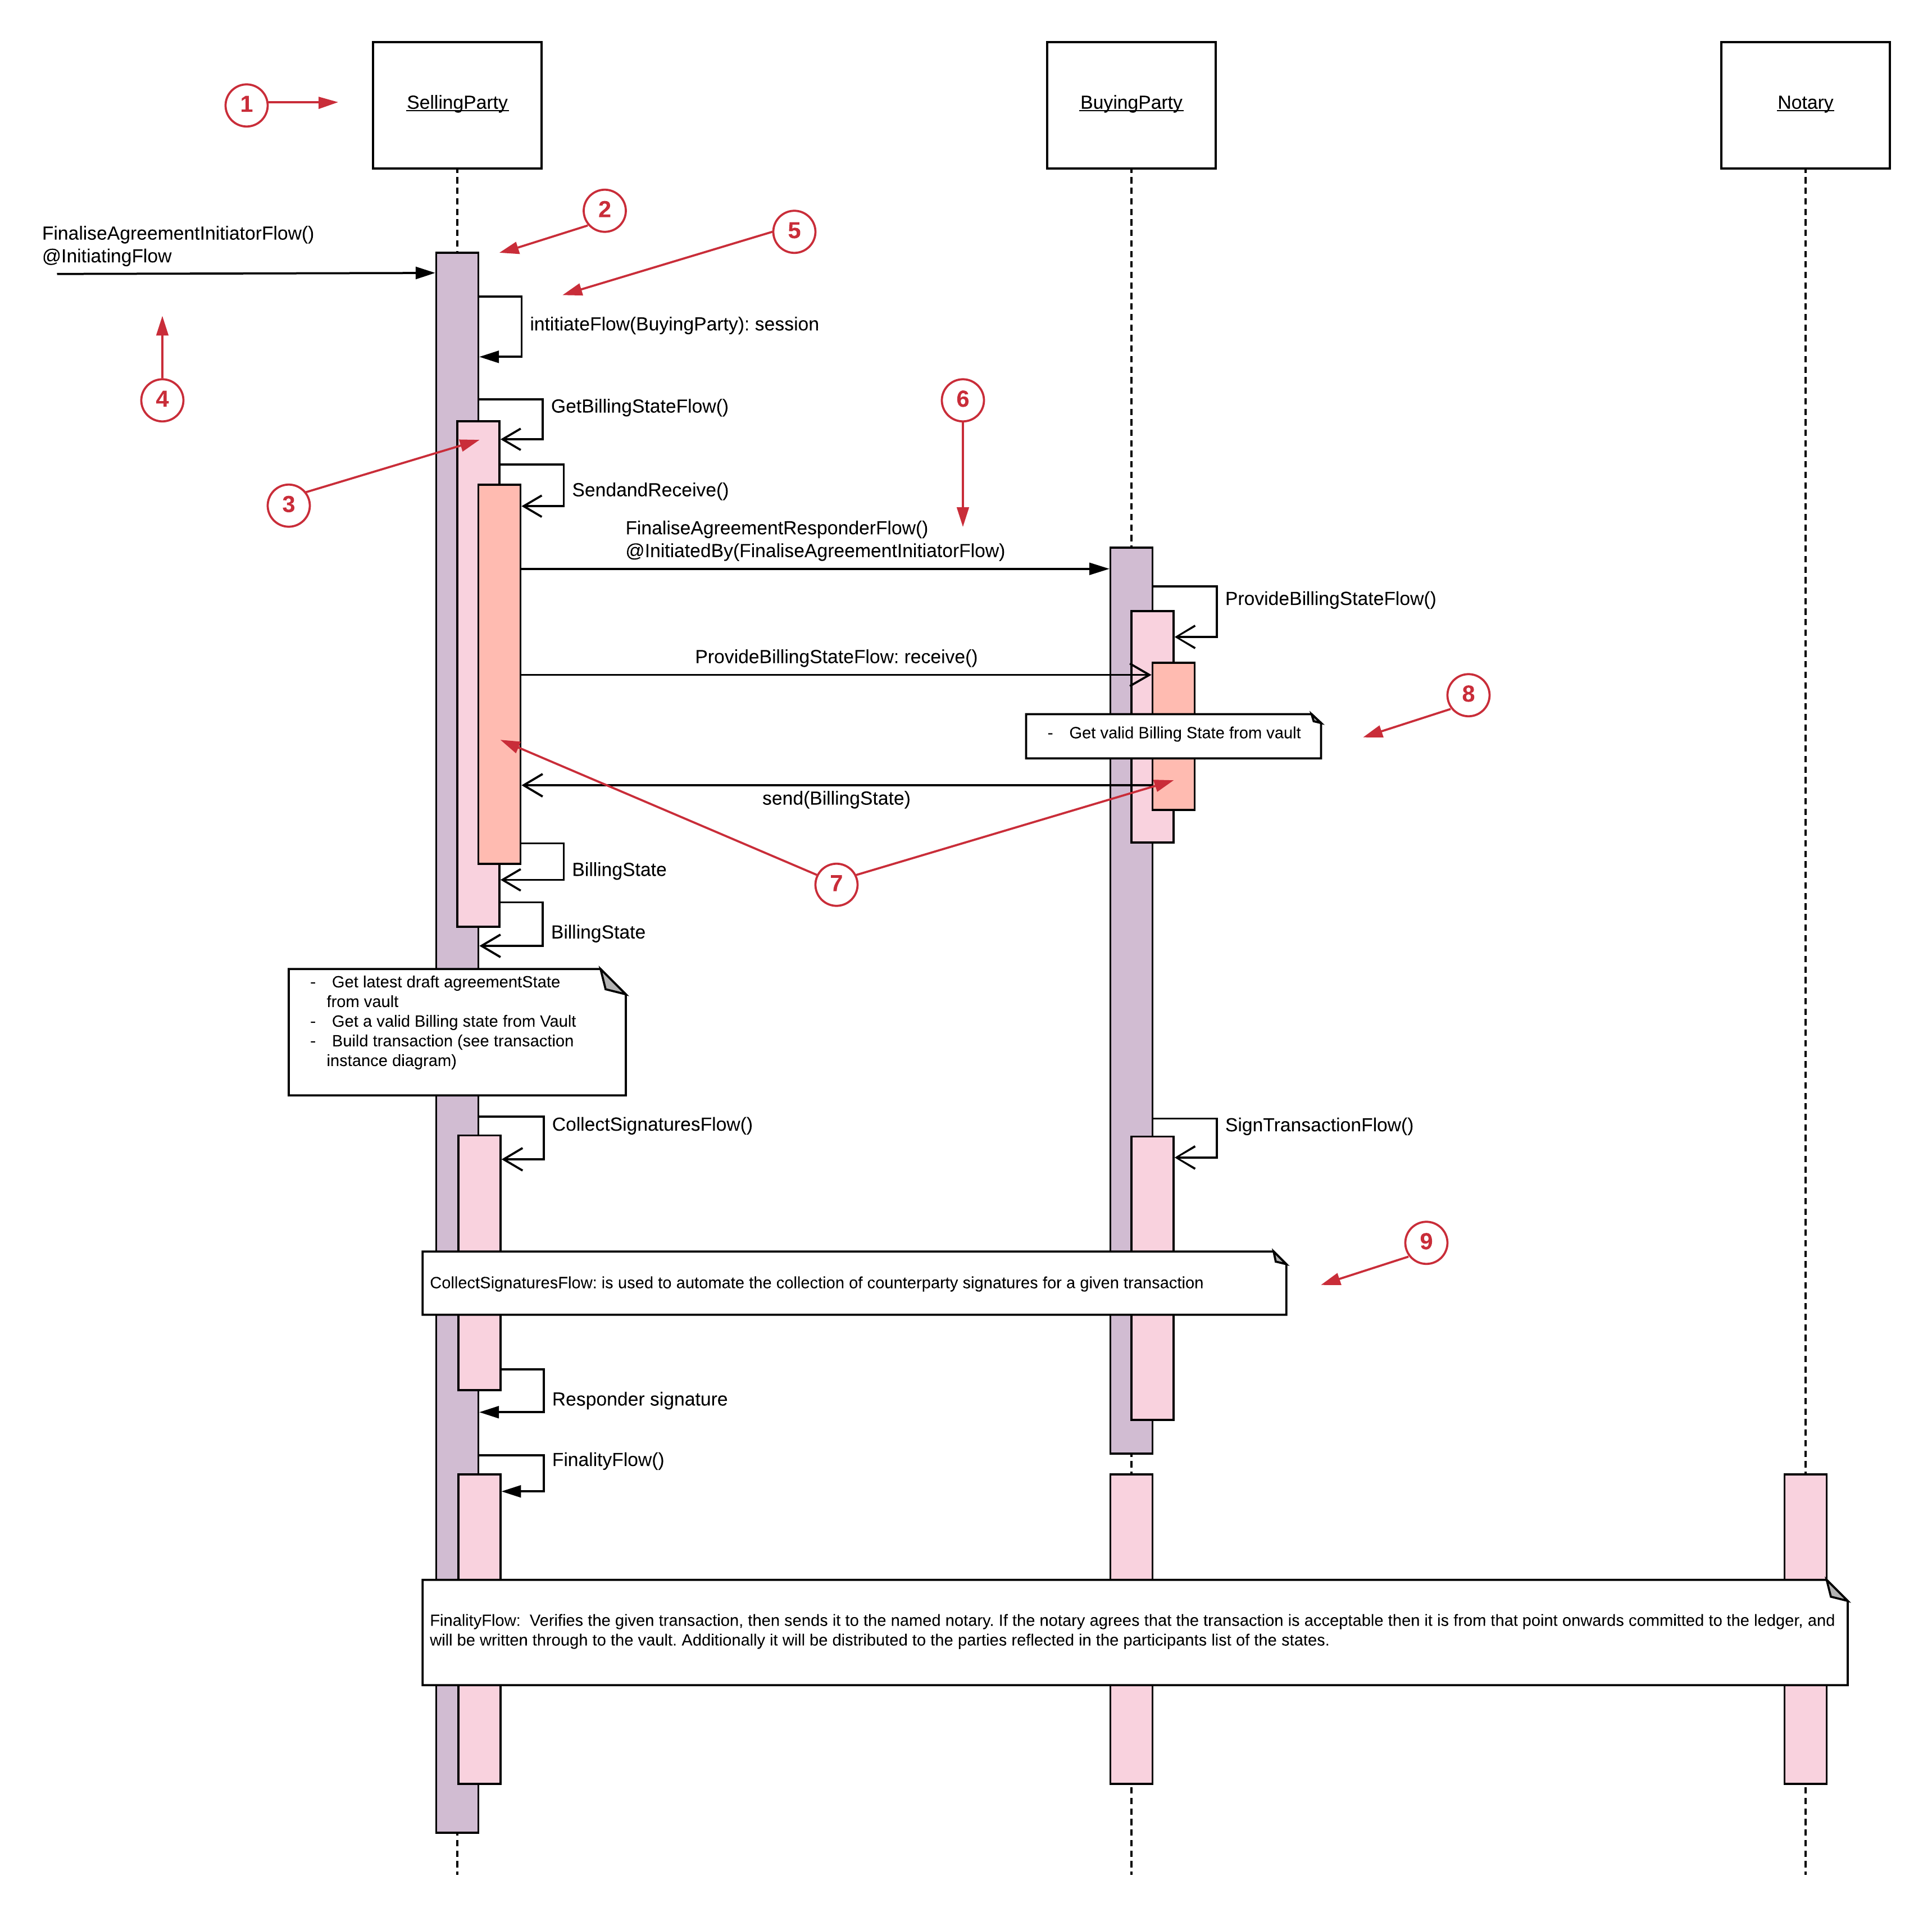 SellingParty
BuyingParty
Notary
1
2
5
FinaliseAgreementInitiatorFlow()
@InitiatingFlow
intitiateFlow(BuyingParty): session
4
6
GetBillingStateFlow()
3
SendandReceive()
FinaliseAgreementResponderFlow()
@InitiatedBy(FinaliseAgreementInitiatorFlow)
ProvideBillingStateFlow()
ProvideBillingStateFlow: receive()
8
- Get valid Billing State from vault
send(BillingState)
BillingState
7
BillingState
- Get latest draft agreementState
from vault
- Get a valid Billing state from Vault
- Build transaction (see transaction
instance diagram)
CollectSignaturesFlow()
SignTransactionFlow()
9
CollectSignaturesFlow: is used to automate the collection of counterparty signatures for a given transaction
Responder signature
FinalityFlow()
FinalityFlow: Verifies the given transaction, then sends it to the named notary. If the notary agrees that the transaction is acceptable then it is from that point onwards committed to the ledger, and
will be written through to the vault. Additionally it will be distributed to the parties reflected in the participants list of the states.